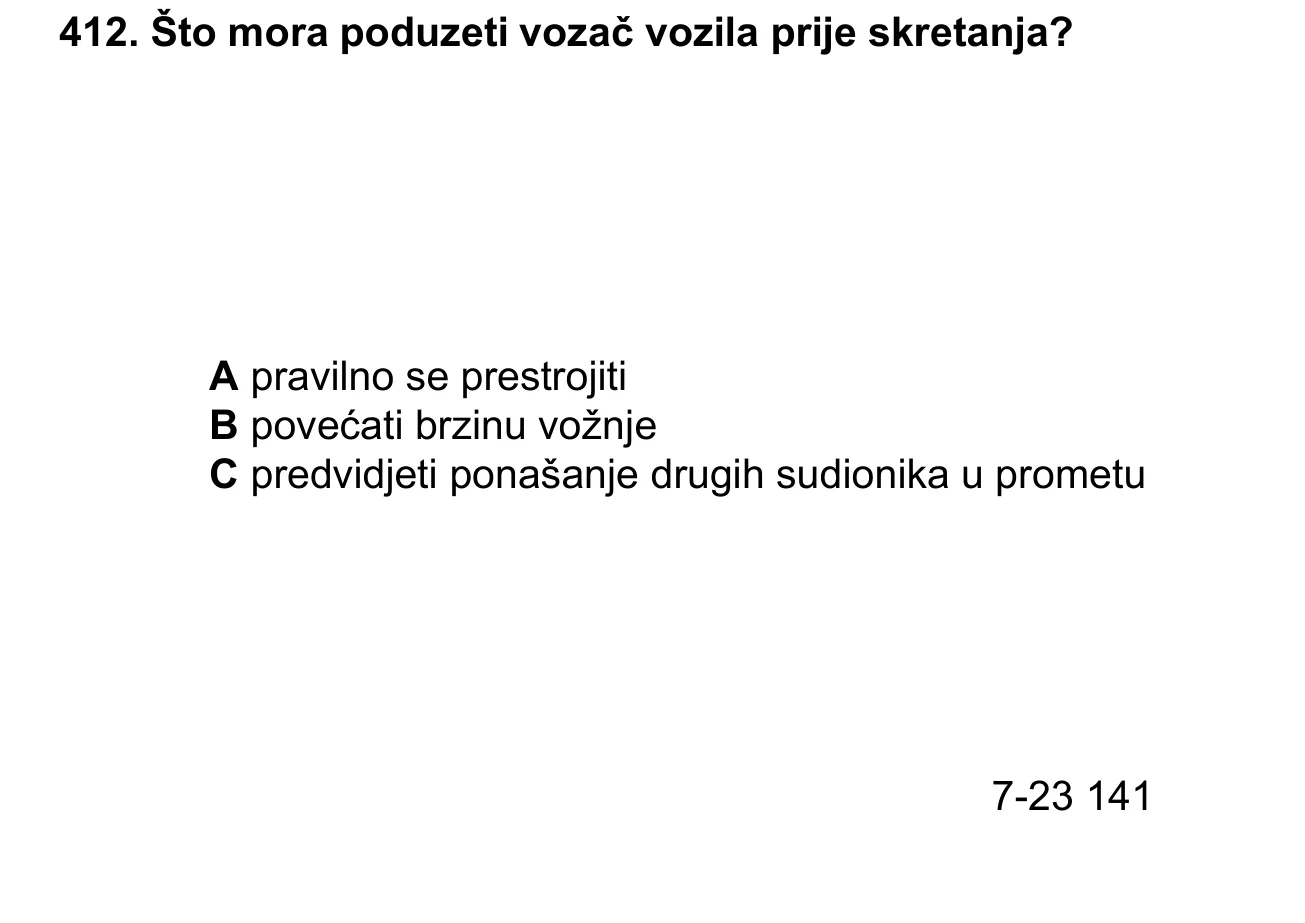 412. Što mora poduzeti vozač vozila prije skretanja?
A pravilno se prestrojiti
B povećati brzinu vožnje
C predvidjeti ponašanje drugih sudionika u prometu
7-23 141